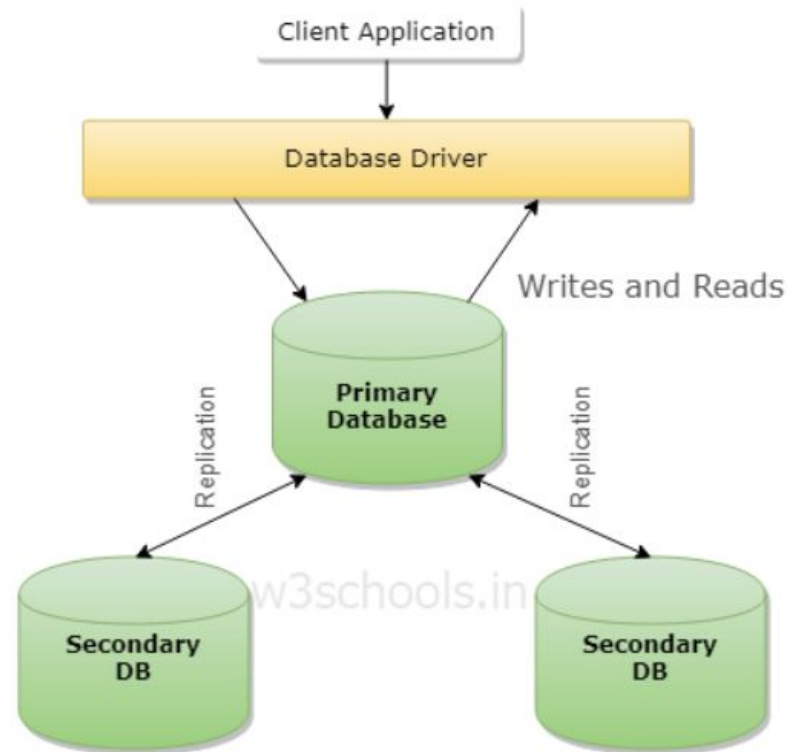 Client Application
Database Driver
Writes and Reads
Primary
Database
Replication
Replication
w3schools.in
Secondary
DB
Secondary
DB